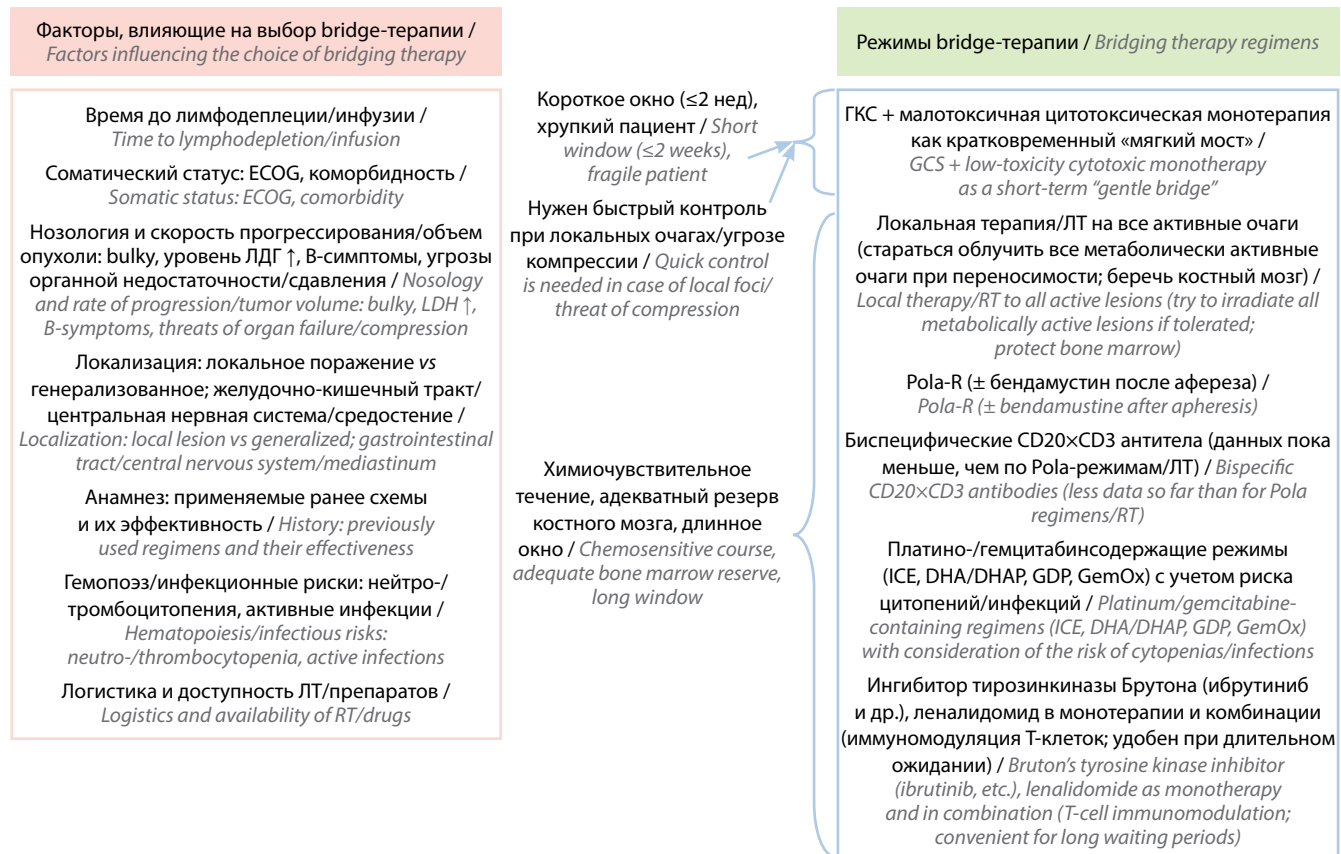 Факторы, влияющие на выбор bridge-терапии /
Factors influencing the choice of bridging therapy
Время до лимфодеплеции/инфузии /
Time to lymphodepletion/infusion
Соматический статус: ECOG, коморбидность /
Somatic status: ECOG, comorbidity
Нозология и скорость прогрессирования/объем
опухоли: bulky, уровень ЛДГ ↑, В-симптомы, угрозы
органной недостаточности/сдавления / Nosology
and rate of progression/tumor volume: bulky, LDH ↑,
B-symptoms, threats of organ failure/compression
Локализация: локальное поражение vs
генерализованное; желудочно-кишечный тракт/
центральная нервная система/средостение /
Localization: local lesion vs generalized; gastrointestinal
tract/central nervous system/mediastinum
Анамнез: применяемые ранее схемы
и их эффективность / History: previously
used regimens and their effectiveness
Гемопоэз/инфекционные риски: нейтро-/
тромбоцитопения, активные инфекции /
Hematopoiesis/infectious risks:
neutro-/thrombocytopenia, active infections
Логистика и доступность ЛТ/препаратов /
Logistics and availability of RT/drugs
Короткое окно (≤2 нед),
хрупкий пациент / Short
window (≤2 weeks),
fragile patient
Нужен быстрый контроль
при локальных очагах/угрозе
компрессии / Quick control
is needed in case of local foci/
threat of compression
Химиочувствительное
течение, адекватный резерв
костного мозга, длинное
окно / Chemosensitive course,
adequate bone marrow reserve,
long window
Режимы bridge-терапии / Bridging therapy regimens
ГКС + малотоксичная цитотоксическая монотерапия
как кратковременный «мягкий мост» /
GCS + low-toxicity cytotoxic monotherapy
as a short-term “gentle bridge”
Локальная терапия/ЛТ на все активные очаги
(стараться облучить все метаболически активные
очаги при переносимости; беречь костный мозг) /
Local therapy/RT to all active lesions (try to irradiate all
metabolically active lesions if tolerated;
protect bone marrow)
Pola-R (± бендамустин после афереза) /
Pola-R (± bendamustine after apheresis)
Биспецифические CD20×CD3 антитела (данных пока
меньше, чем по Pola-режимам/ЛТ) / Bispecific
CD20×CD3 antibodies (less data so far than for Pola
regimens/RT)
Платино-/гемцитабинсодержащие режимы
(ICE, DHA/DHAP, GDP, GemOx) с учетом риска
цитопений/инфекций / Platinum/gemcitabine-
containing regimens (ICE, DHA/DHAP, GDP, GemOx)
with consideration of the risk of cytopenias/infections
Ингибитор тирозинкиназы Брутона (ибрутиниб
и др.), леналидомид в монотерапии и комбинации
(иммуномодуляция Т-клеток; удобен при длительном
ожидании) / Bruton’s tyrosine kinase inhibitor
(ibrutinib, etc.), lenalidomide as monotherapy
and in combination (T-cell immunomodulation;
convenient for long waiting periods)